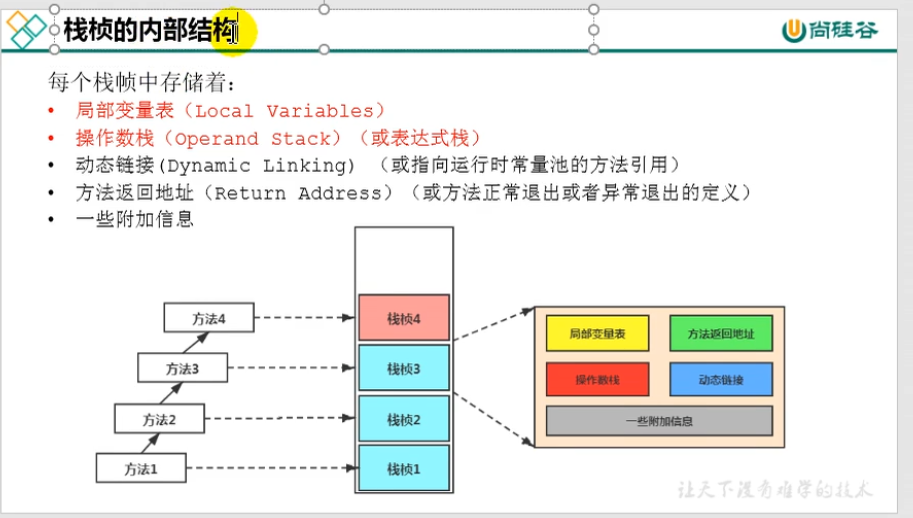 栈桢的内部结构
尚硅谷
每个栈帧中存储着：
• 局部变量表（Local Variables）
• 操作数栈（Operand Stack）（或表达式栈）
• 动态链接(Dynamic Linking) （或指向运行时常量池的方法引用）
• 方法返回地址（Return Address）（或方法正常退出或者异常退出的定义）
• 一些附加信息
方法4
栈桢4
局部变量表
方法返回地址
方法3
栈桢3
操作数栈
动态链接
方法2
栈桢2
一些附加信息
方法1
栈桢1
让天下没有难学的技术